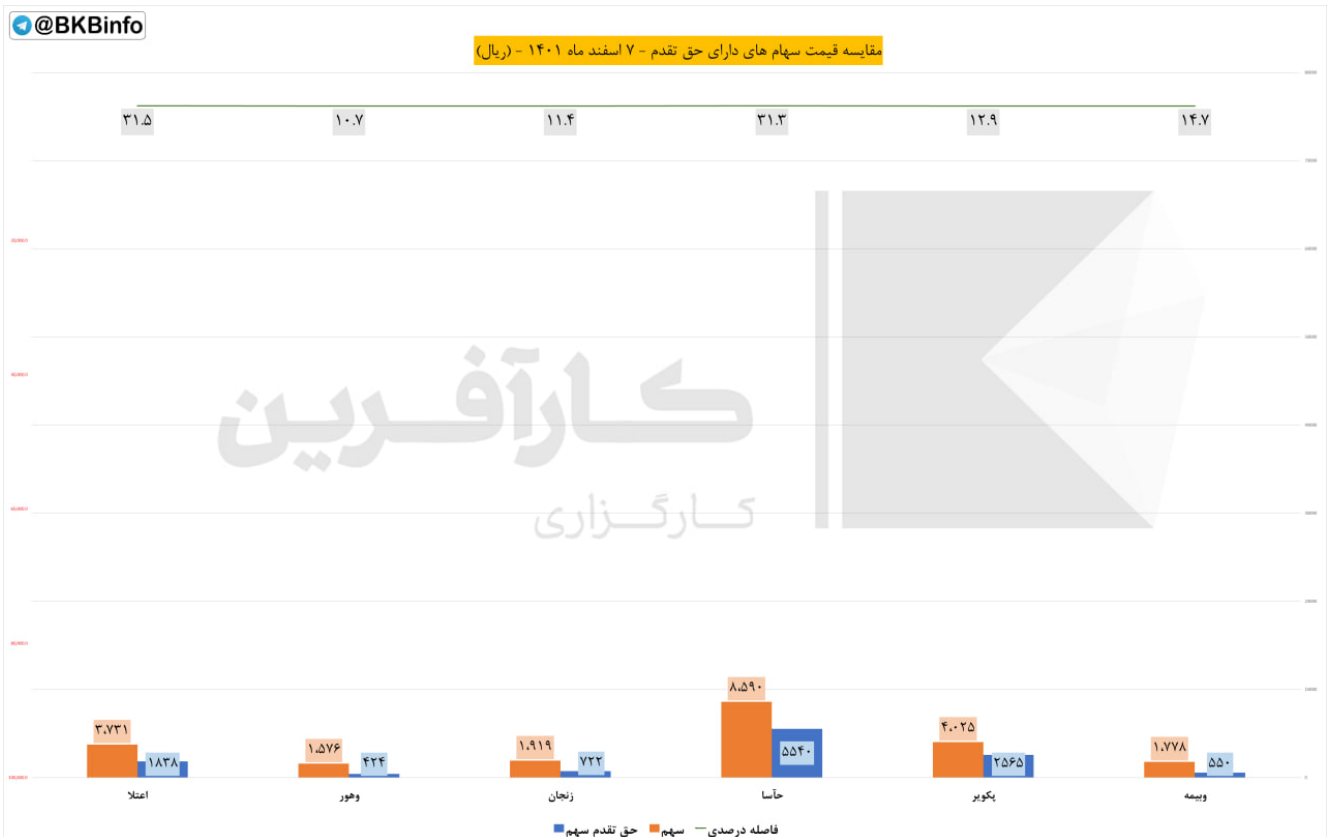 @BKBinfo
مقایسه قیمت سهام های دارای حق تقدم - ۷ اسفند ماه ۱۴۰۱ - (ریال)
۳۱.۵ ۱۰.۷ ۱۱.۴ ۳۱.۳ ۱۲.۹ ۱۴.۷
کارآفرین
کارگزاری
۳،۷۳۱ ۱،۵۷۶ ۱،۹۱۹ ۸،۵۹۰ ۴،۰۲۵ ۱،۷۷۸
۱۸۳۸ ۴۲۴ ۷۲۲ ۵۵۴۰ ۲۵۶۵ ۵۵۰
اعتلا وهور زنجان حآسا پکویر وبیمه
حق تقدم سهم سهم فاصله درصدی